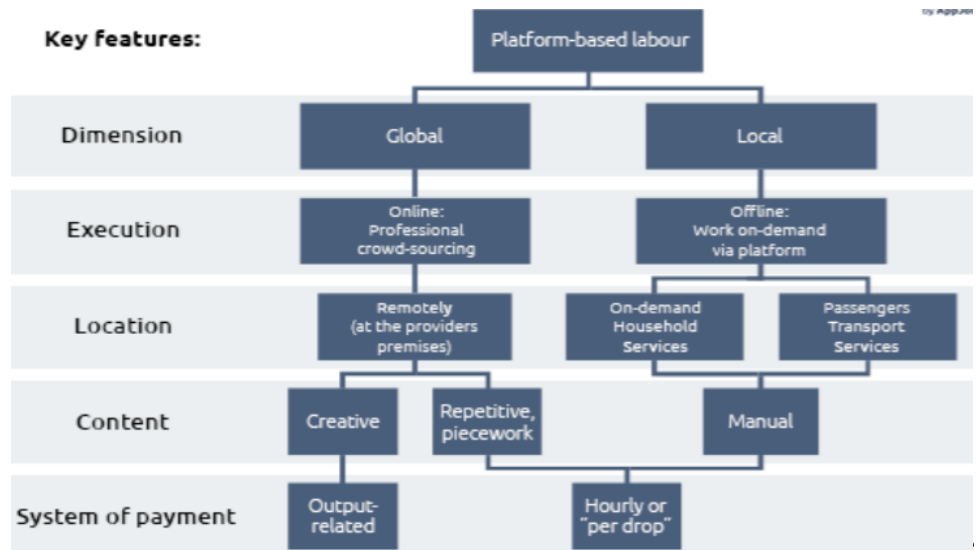 by AppJe
Key features:
Platform-based labour
Dimension
Global
Local
Execution
Online:
Professional
crowd-sourcing
Offline:
Work on-demand
via platform
Location
Remotely
(at the providers
premises)
On-demand
Household
Services
Passengers
Transport
Services
Content
Creative
Repetitive,
piecework
Manual
System of payment
Output-
related
Hourly or
"per drop"